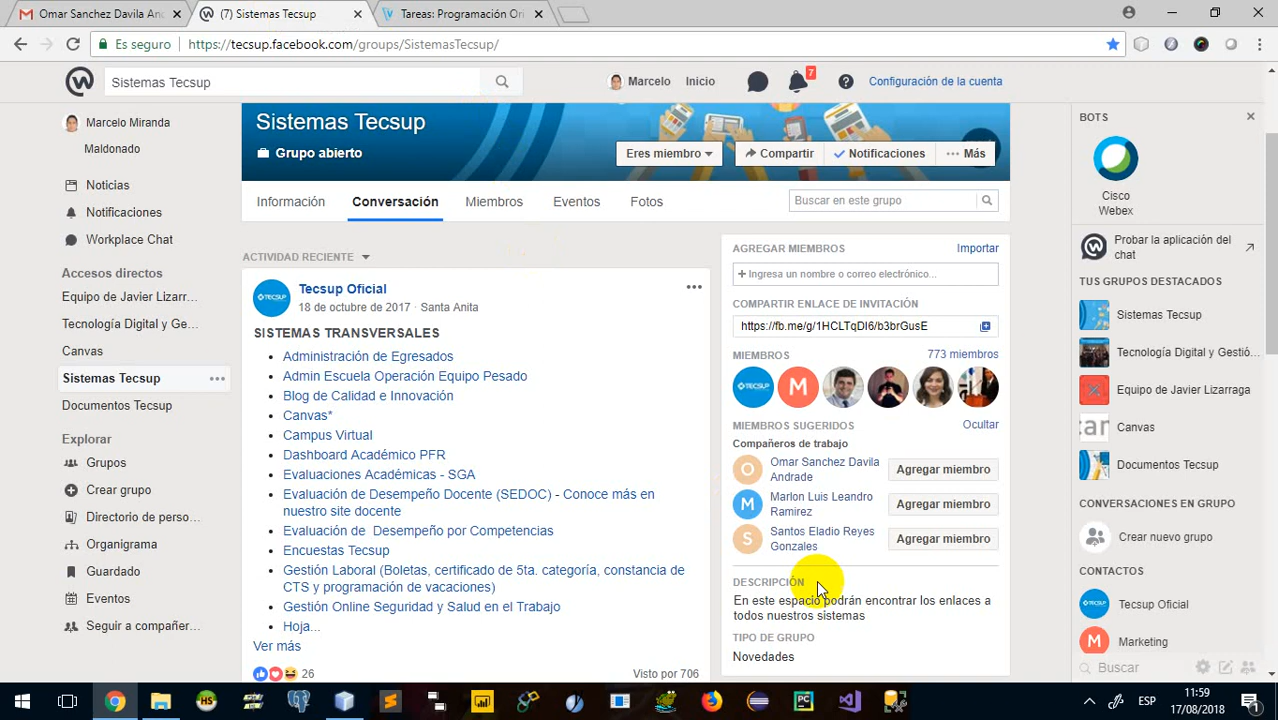 Omar Sanchez Davila An
(7) Sistemas Tecsup
Tareas: Programación Ori
Es seguro
https://tecsup.facebook.com/groups/SistemasTecsup/
Sistemas Tecsup
Marcelo
Inicio
7
Configuración de la cuenta
Marcelo Miranda
Maldonado
Noticias
Notificaciones
Workplace Chat
Accesos directos
Equipo de Javier Lizarr...
Tecnología Digital y Ge...
Canvas
Sistemas Tecsup
Documentos Tecsup
Explorar
Grupos
Crear grupo
Directorio de perso...
Organigrama
Guardado
Eventos
Seguir a compañer...
Sistemas Tecsup
Grupo abierto
Eres miembro
Compartir
Notificaciones
Más
Información
Conversación
Miembros
Eventos
Fotos
Buscar en este grupo
ACTIVIDAD RECIENTE
TECSUP
Tecsup Oficial
18 de octubre de 2017 · Santa Anita
SISTEMAS TRANSVERSALES
• Administración de Egresados
• Admin Escuela Operación Equipo Pesado
• Blog de Calidad e Innovación
• Canvas*
• Campus Virtual
• Dashboard Académico PFR
• Evaluaciones Académicas - SGA
• Evaluación de Desempeño Docente (SEDOC) - Conoce más en
nuestro site docente
• Evaluación de Desempeño por Competencias
• Encuestas Tecsup
• Gestión Laboral (Boletas, certificado de 5ta. categoría, constancia de
CTS y programación de vacaciones)
• Gestión Online Seguridad y Salud en el Trabajo
• Hoja...
Ver más
26
Visto por 706
AGREGAR MIEMBROS
Importar
+ Ingresa un nombre o correo electrónico...
COMPARTIR ENLACE DE INVITACIÓN
https://fb.me/g/1HCLTqDI6/b3brGusE
MIEMBROS
773 miembros
TECSUP
M
MIEMBROS SUGERIDOS
Ocultar
Compañeros de trabajo
O
Omar Sanchez Davila
Andrade
Agregar miembro
M
Marlon Luis Leandro
Ramirez
Agregar miembro
S
Santos Eladio Reyes
Gonzales
Agregar miembro
DESCRIPCIÓN
En este espacio podrán encontrar los enlaces a
todos nuestros sistemas
TIPO DE GRUPO
Novedades
BOTS
Cisco
Webex
Probar la aplicación del
chat
TUS GRUPOS DESTACADOS
Sistemas Tecsup
Tecnología Digital y Gestió...
Equipo de Javier Lizarraga
Canvas
Documentos Tecsup
CONVERSACIONES EN GRUPO
Crear nuevo grupo
CONTACTOS
Tecsup Oficial
M
Marketing
Buscar
HS
PC
ESP
11:59
17/08/2018
1